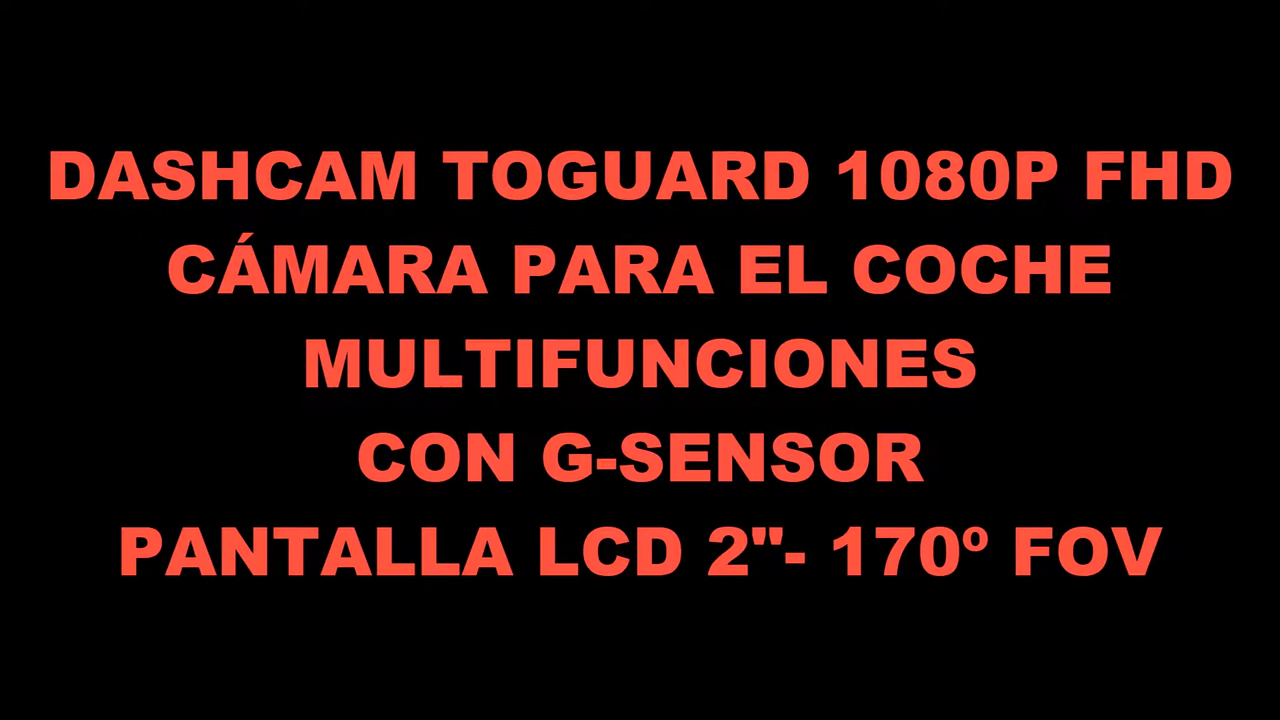 DASHCAM TOGUARD 1080P FHD
CÁMARA PARA EL COCHE
MULTIFUNCIONES
CON G-SENSOR
PANTALLA LCD 2"- 170º FOV